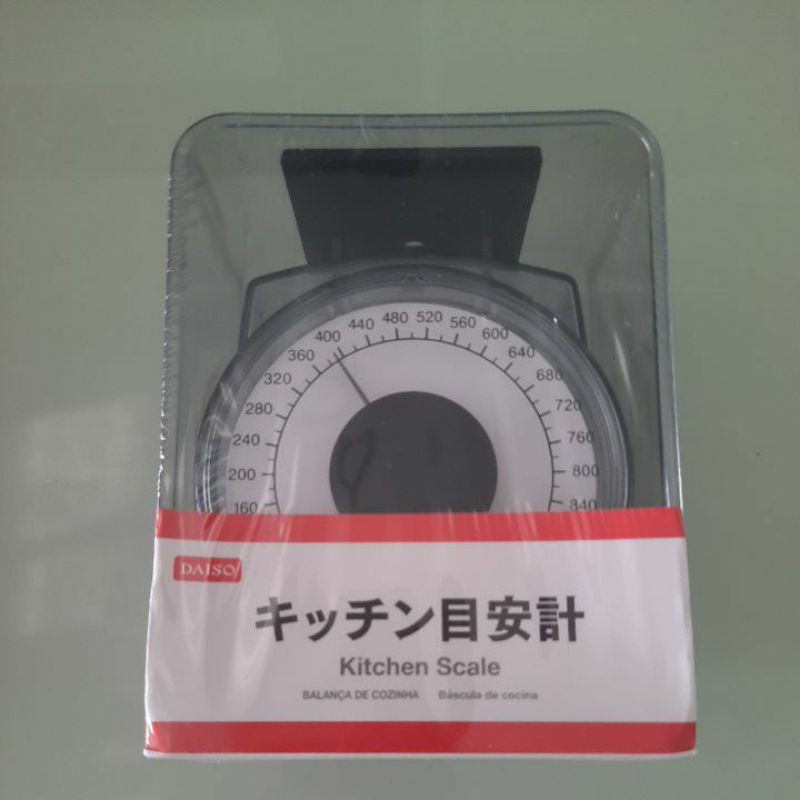 480 520
440 560
400 600
360 640
320 680
280 720
240 760
200 800
160 840
DAISO
キッチン目安計
Kitchen Scale
BALANÇA DE COZINHA Báscula de cocina